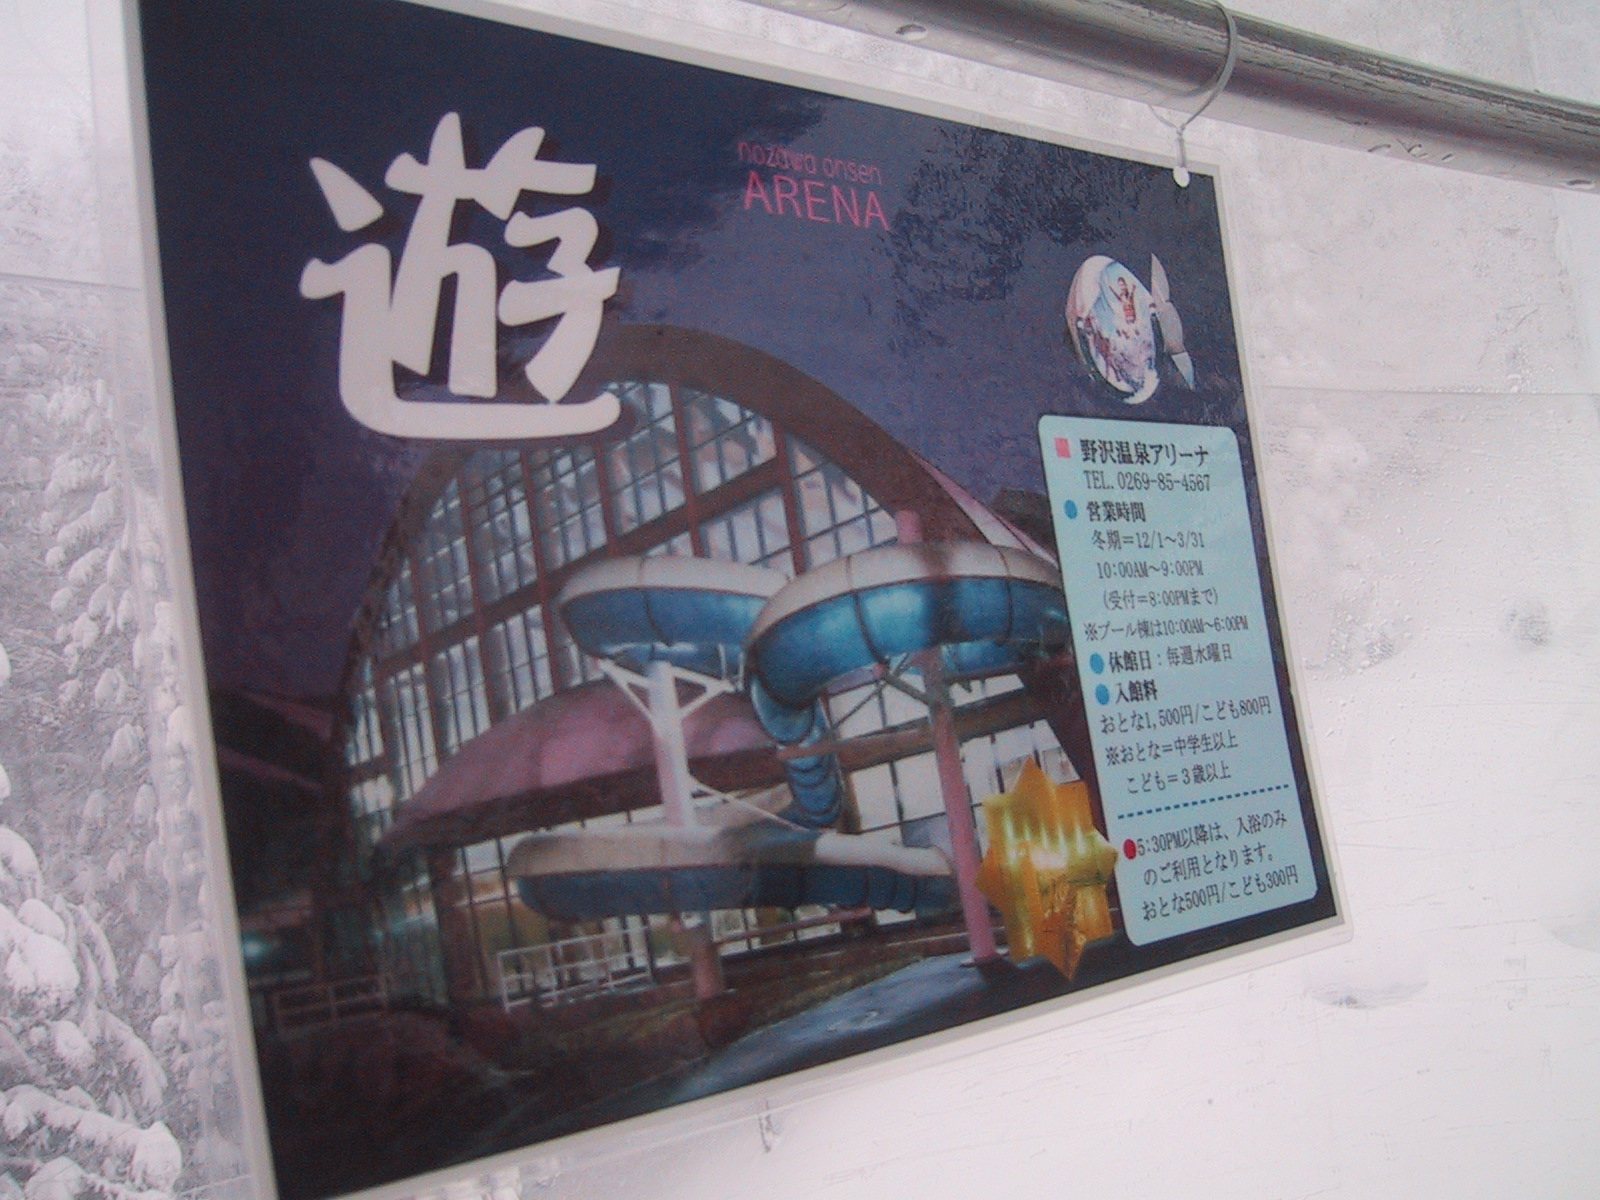 遊
nozawa onsen
ARENA
■ 野沢温泉アリーナ
TEL. 0269-85-4567
● 営業時間
冬期=12/1～3/31
10:00AM～9:00PM
(受付=8:00PMまで)
※プール棟は10:00AM～6:00PM
● 休館日：毎週水曜日
● 入館料
おとな1,500円/こども800円
※おとな=中学生以上
こども=3歳以上
●5:30PM以降は、入浴のみ
のご利用となります。
おとな500円/こども300円